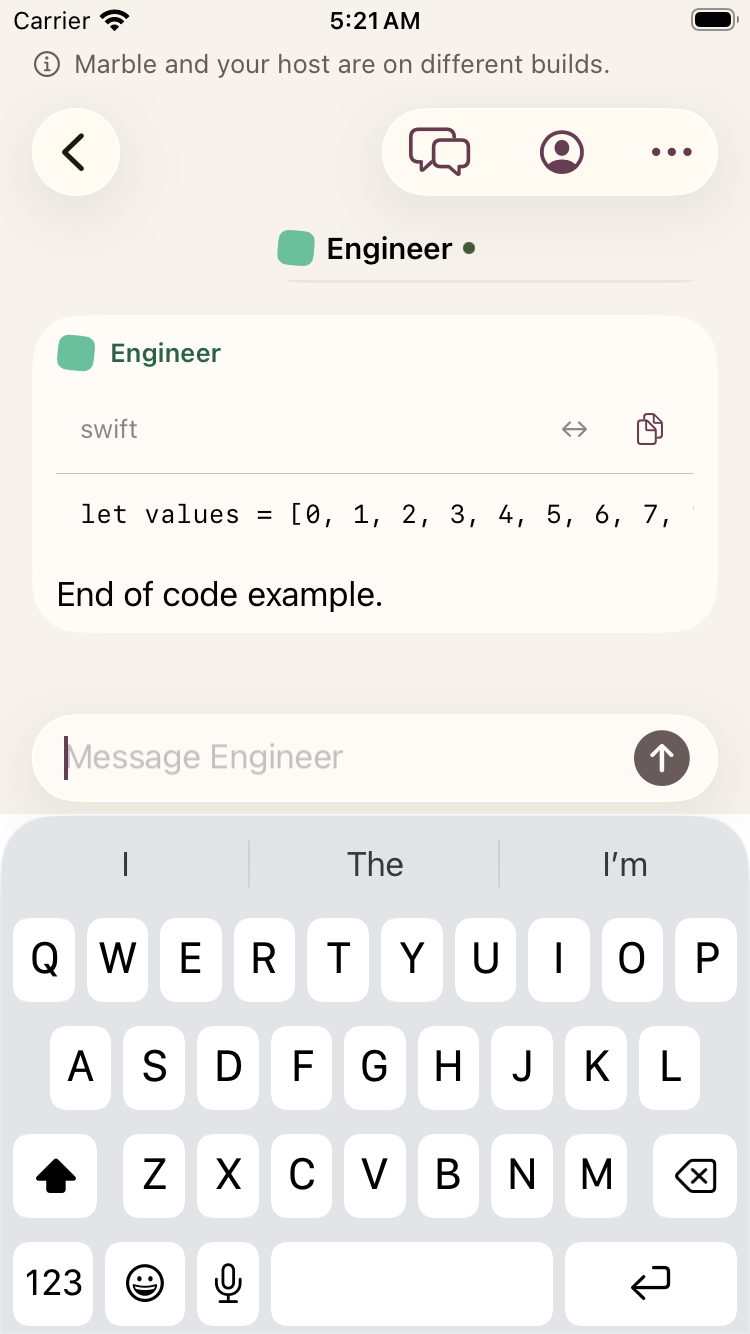 Carrier 5:21 AM
Marble and your host are on different builds.
Engineer
Engineer
swift
let values = [0, 1, 2, 3, 4, 5, 6, 7,
End of code example.
Message Engineer
I The I’m
Q W E R T Y U I O P
A S D F G H J K L
Z X C V B N M
123